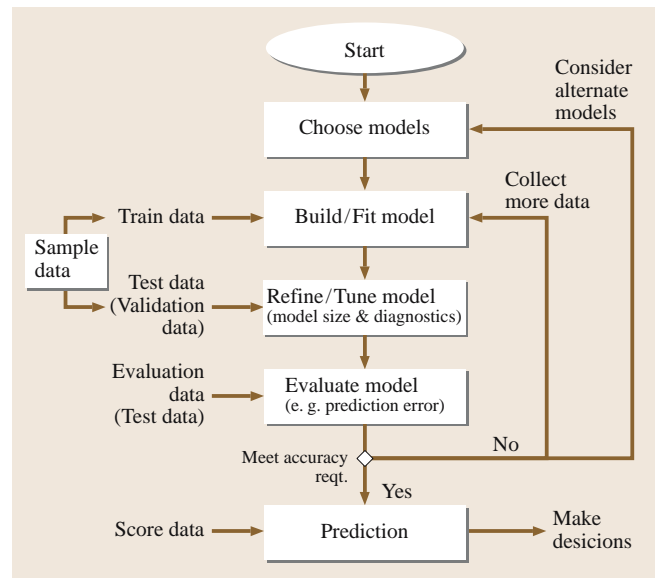 Start
Consider
alternate
models
Choose models
Collect
more data
Train data
Build/Fit model
Sample
data
Test data
(Validation
data)
Refine/Tune model
(model size & diagnostics)
Evaluation
data
(Test data)
Evaluate model
(e. g. prediction error)
No
Meet accuracy
reqt.
Yes
Score data
Prediction
Make
desicions